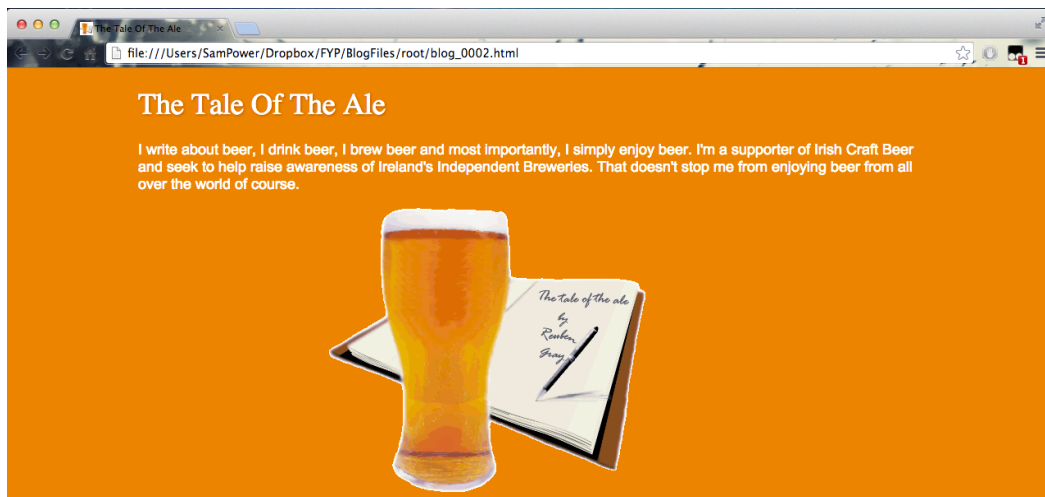 The Tale Of The Ale
file:///Users/SamPower/Dropbox/FYP/BlogFiles/root/blog_0002.html
1
The Tale Of The Ale
I write about beer, I drink beer, I brew beer and most importantly, I simply enjoy beer. I'm a supporter of Irish Craft Beer
and seek to help raise awareness of Ireland's Independent Breweries. That doesn't stop me from enjoying beer from all
over the world of course.
The tale of the ale
by
Reuben
Gray